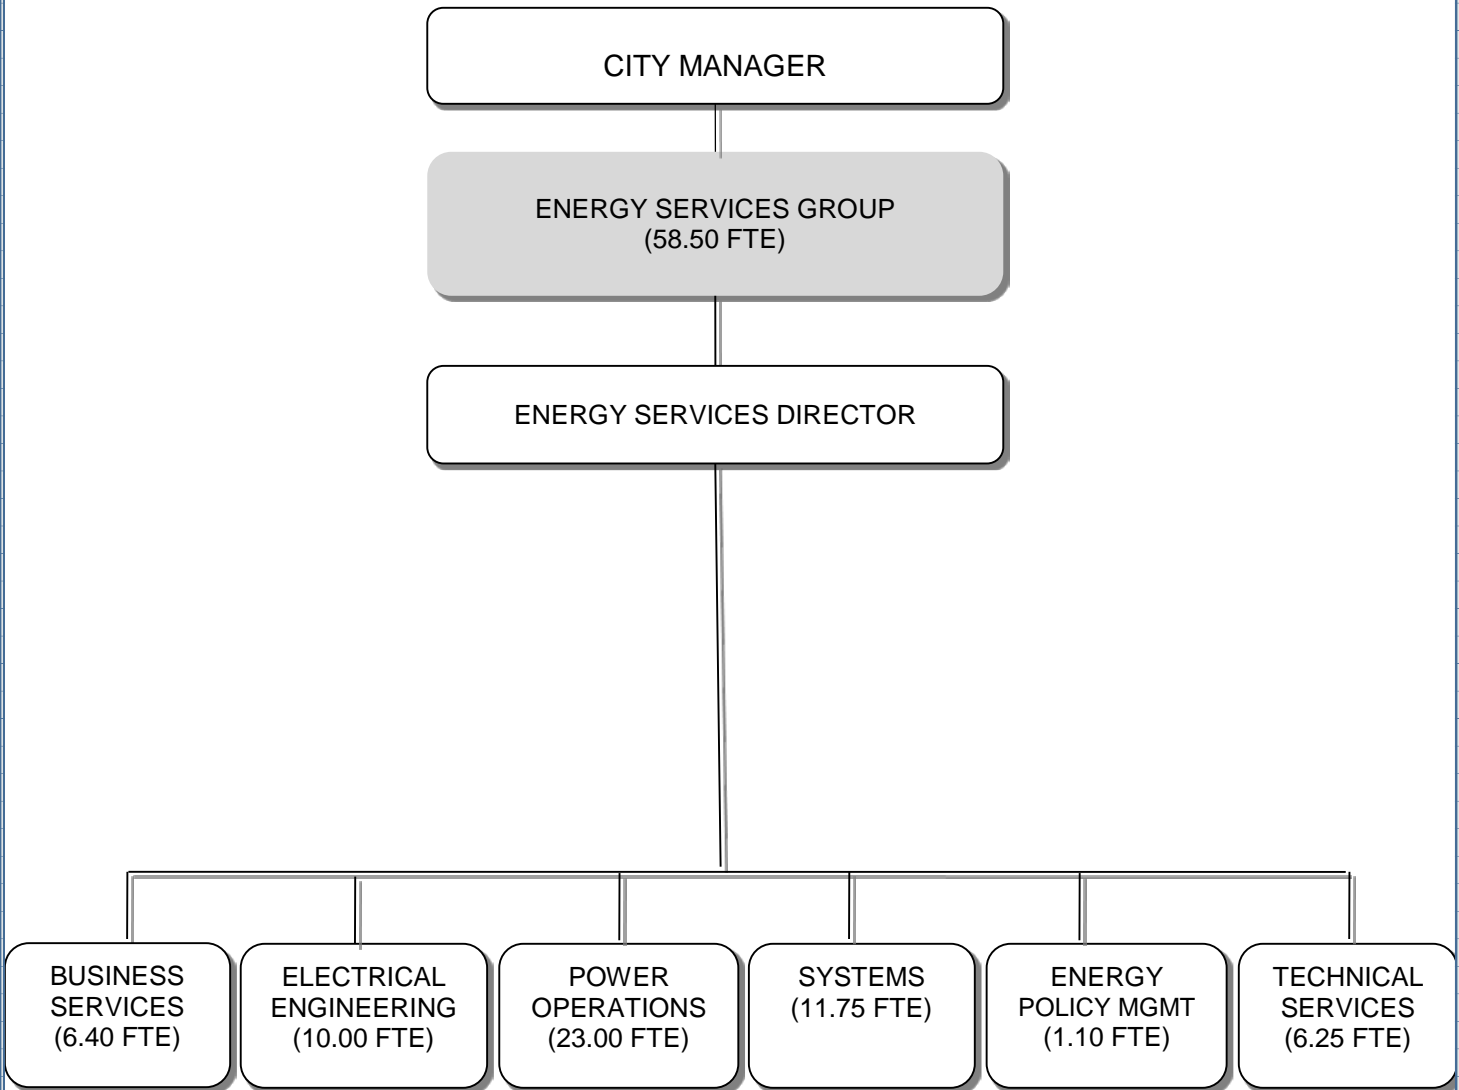 CITY MANAGER
ENERGY SERVICES GROUP
(58.50 FTE)
ENERGY SERVICES DIRECTOR
BUSINESS
SERVICES
(6.40 FTE)
ELECTRICAL
ENGINEERING
(10.00 FTE)
POWER
OPERATIONS
(23.00 FTE)
SYSTEMS
(11.75 FTE)
ENERGY
POLICY MGMT
(1.10 FTE)
TECHNICAL
SERVICES
(6.25 FTE)